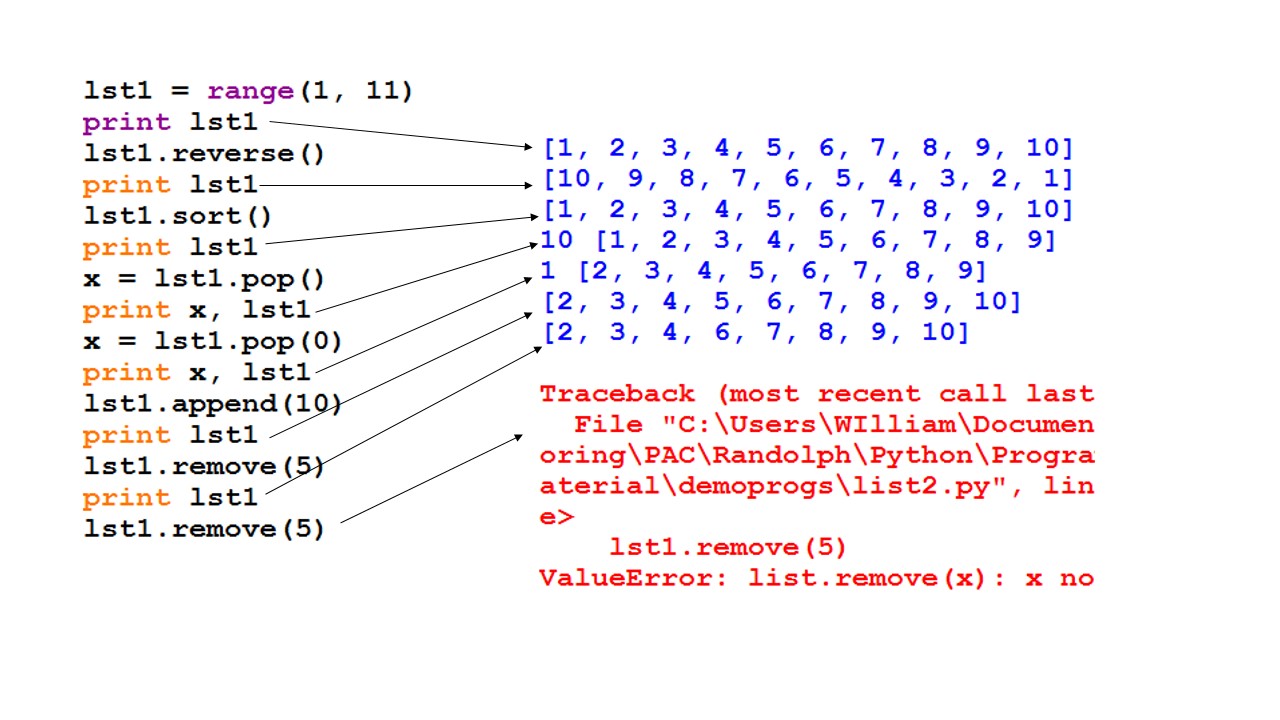 lst1 = range(1, 11)
print lst1
lst1.reverse()
print lst1
lst1.sort()
print lst1
x = lst1.pop()
print x, lst1
x = lst1.pop(0)
print x, lst1
lst1.append(10)
print lst1
lst1.remove(5)
print lst1
lst1.remove(5)
[1, 2, 3, 4, 5, 6, 7, 8, 9, 10]
[10, 9, 8, 7, 6, 5, 4, 3, 2, 1]
[1, 2, 3, 4, 5, 6, 7, 8, 9, 10]
10 [1, 2, 3, 4, 5, 6, 7, 8, 9]
1 [2, 3, 4, 5, 6, 7, 8, 9]
[2, 3, 4, 5, 6, 7, 8, 9, 10]
[2, 3, 4, 6, 7, 8, 9, 10]
Traceback (most recent call last
File "C:\Users\WIlliam\Documen
oring\PAC\Randolph\Python\Progra
aterial\demoprogs\list2.py", lin
e>
lst1.remove(5)
ValueError: list.remove(x): x no